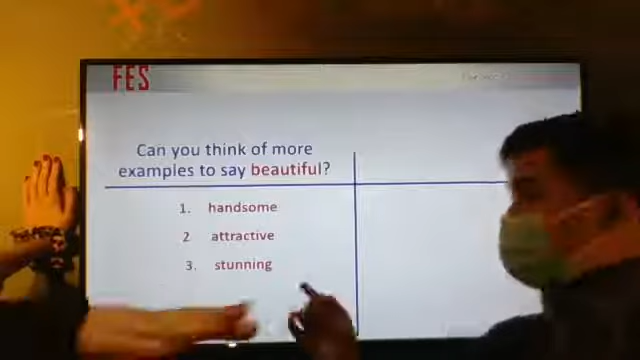 FES
Can you think of more
examples to say beautiful?
1. handsome
2 attractive
3. stunning